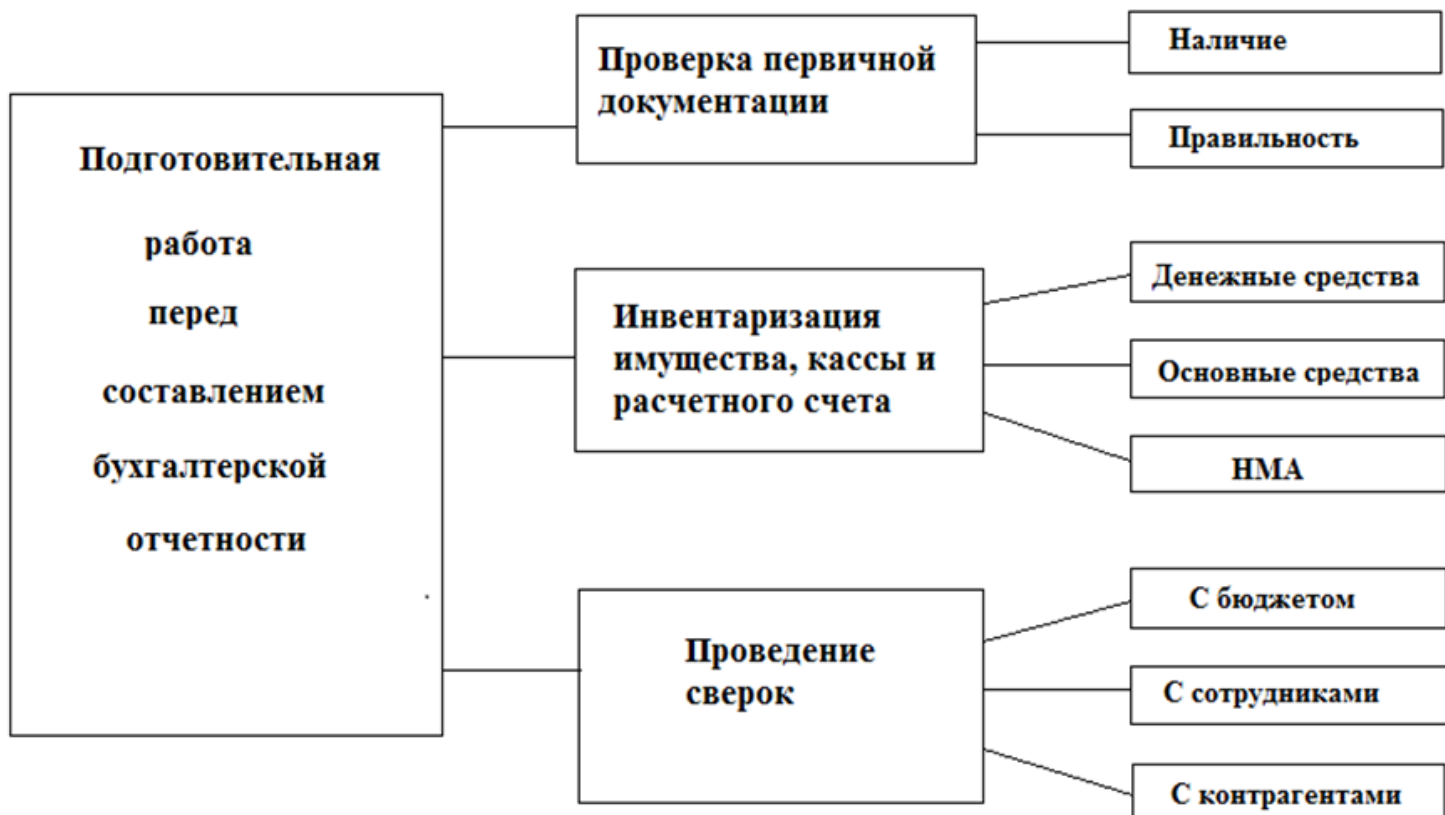 Подготовительная
работа
перед
составлением
бухгалтерской
отчетности
Проверка первичной
документации
Наличие
Правильность
Инвентаризация
имущества, кассы и
расчетного счета
Денежные средства
Основные средства
НМА
Проведение
сверок
С бюджетом
С сотрудниками
С контрагентами